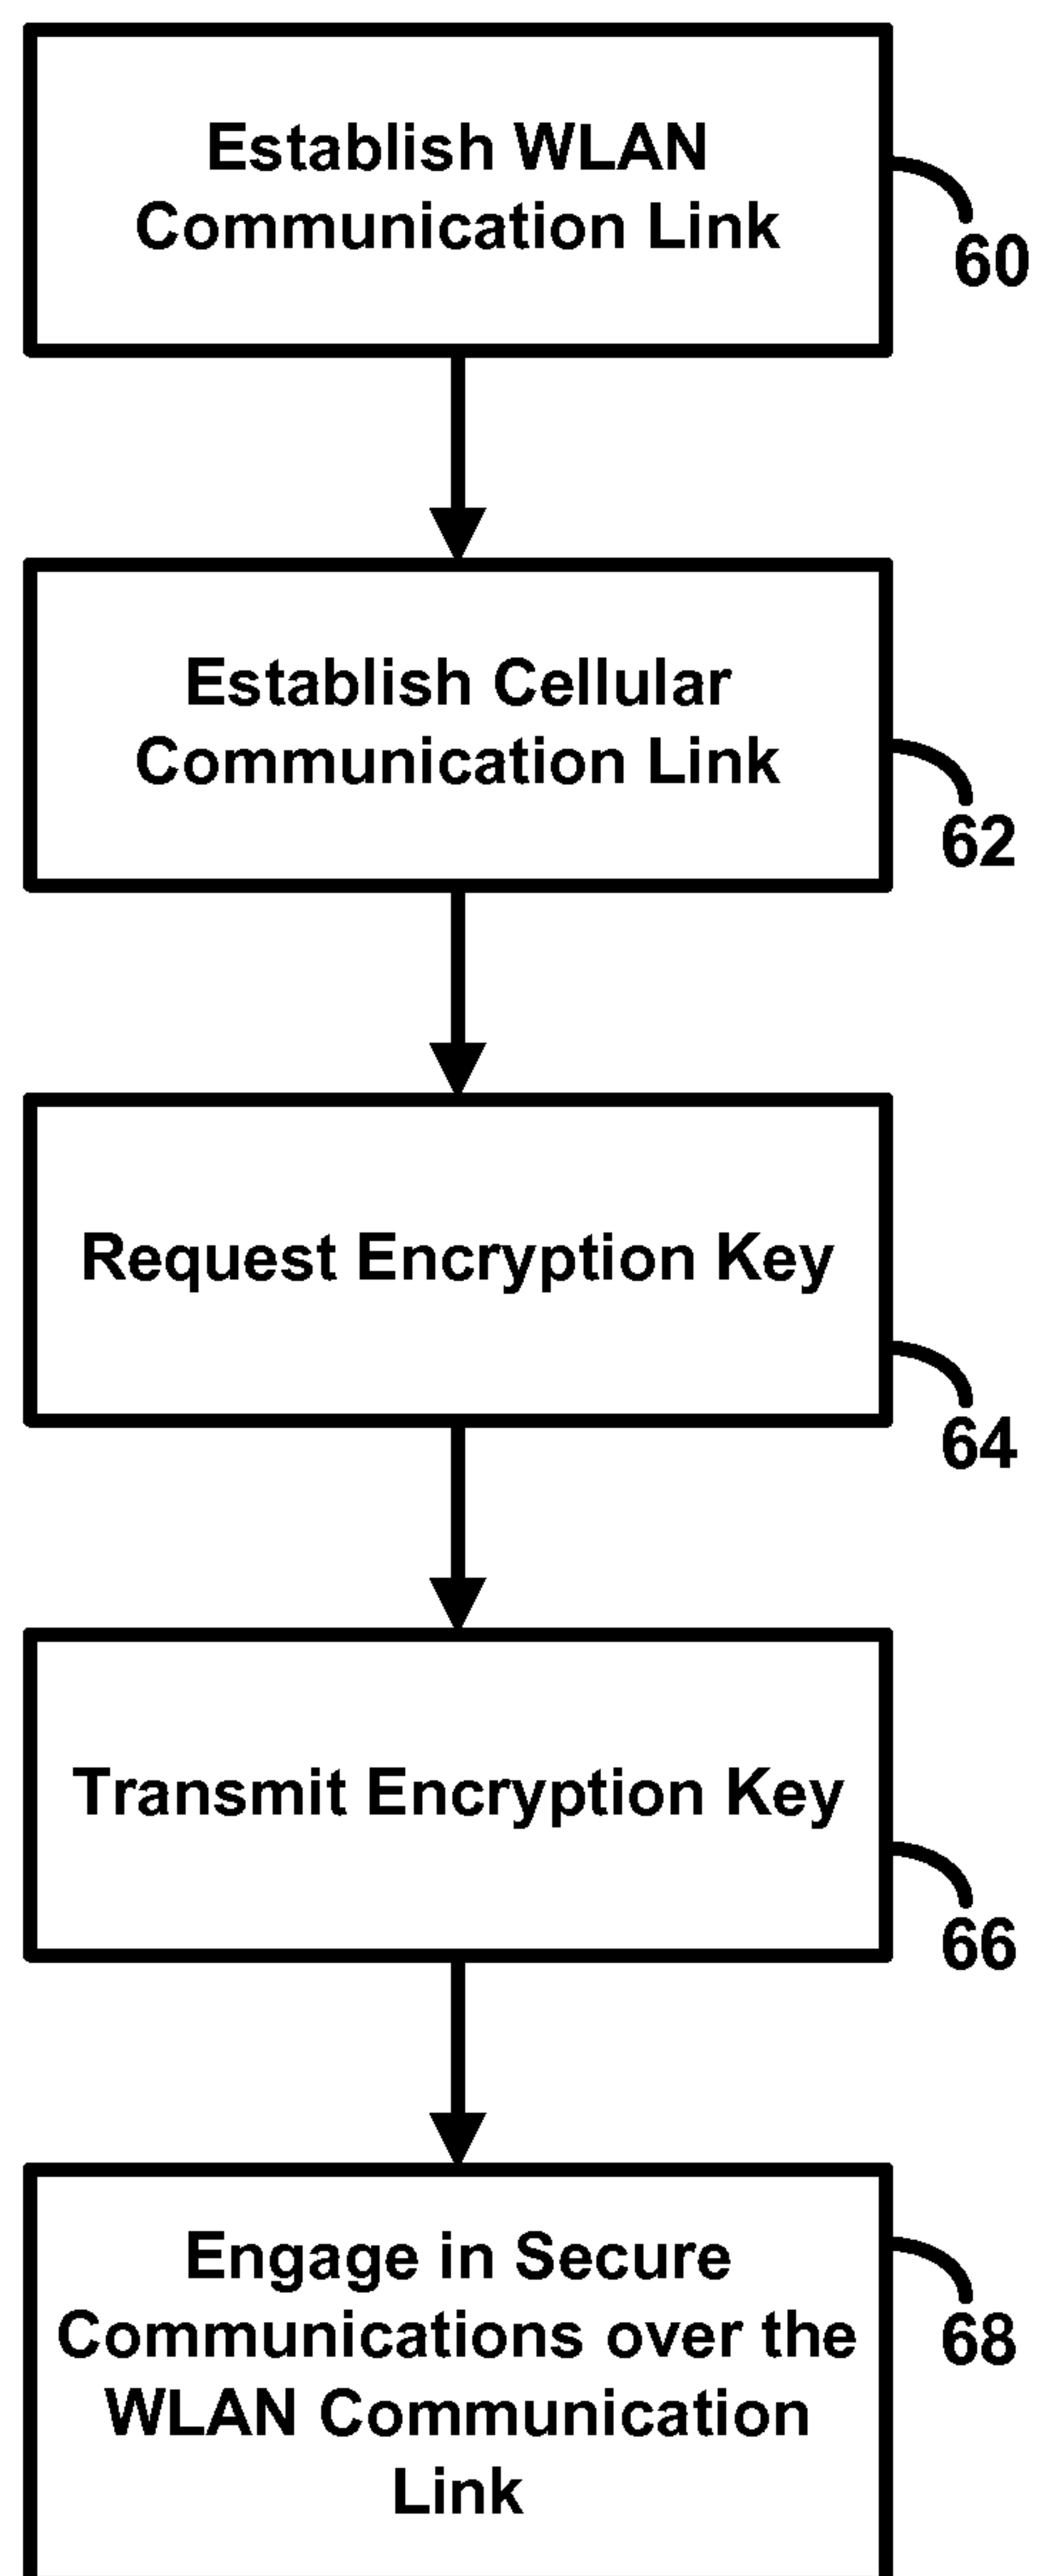 Establish WLAN
Communication Link
60
Establish Cellular
Communication Link
62
Request Encryption Key
64
Transmit Encryption Key
66
Engage in Secure
Communications over the
WLAN Communication
Link
68